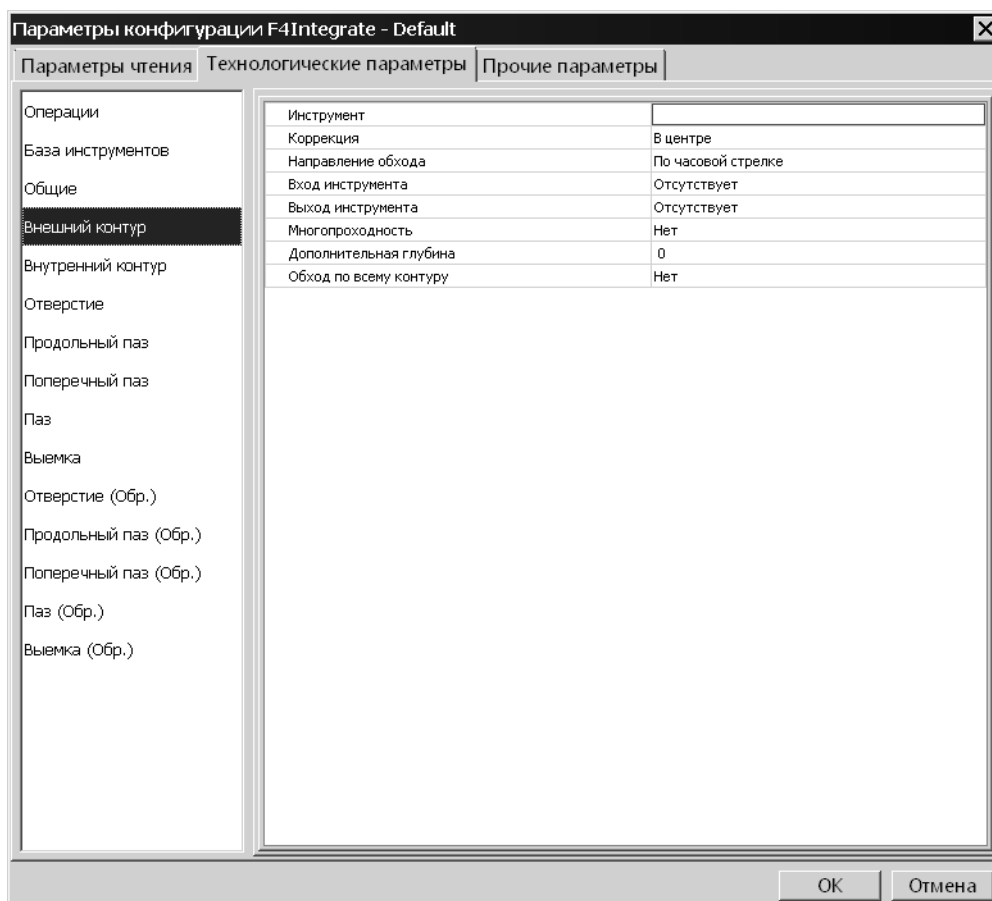 Параметры конфигурации F4Integrate - Default
Параметры чтения Технологические параметры Прочие параметры
Операции
База инструментов
Общие
Внешний контур
Внутренний контур
Отверстие
Продольный паз
Поперечный паз
Паз
Выемка
Отверстие (Обр.)
Продольный паз (Обр.)
Поперечный паз (Обр.)
Паз (Обр.)
Выемка (Обр.)
Инструмент
Коррекция В центре
Направление обхода По часовой стрелке
Вход инструмента Отсутствует
Выход инструмента Отсутствует
Многопроходность Нет
Дополнительная глубина 0
Обход по всему контуру Нет
OK Отмена